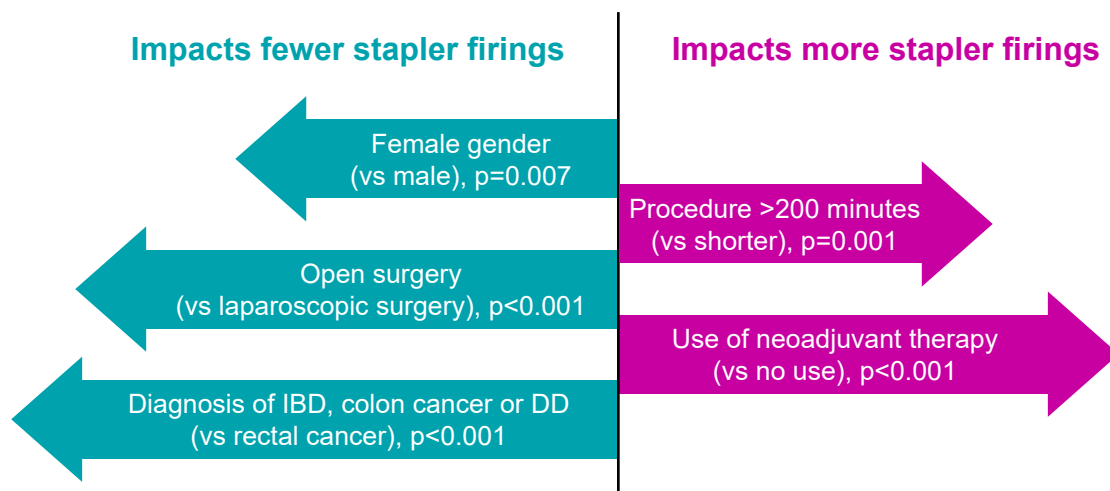 Impacts fewer stapler firings
Impacts more stapler firings
Female gender
(vs male), p=0.007
Procedure >200 minutes
(vs shorter), p=0.001
Open surgery
(vs laparoscopic surgery), p<0.001
Use of neoadjuvant therapy
(vs no use), p<0.001
Diagnosis of IBD, colon cancer or DD
(vs rectal cancer), p<0.001